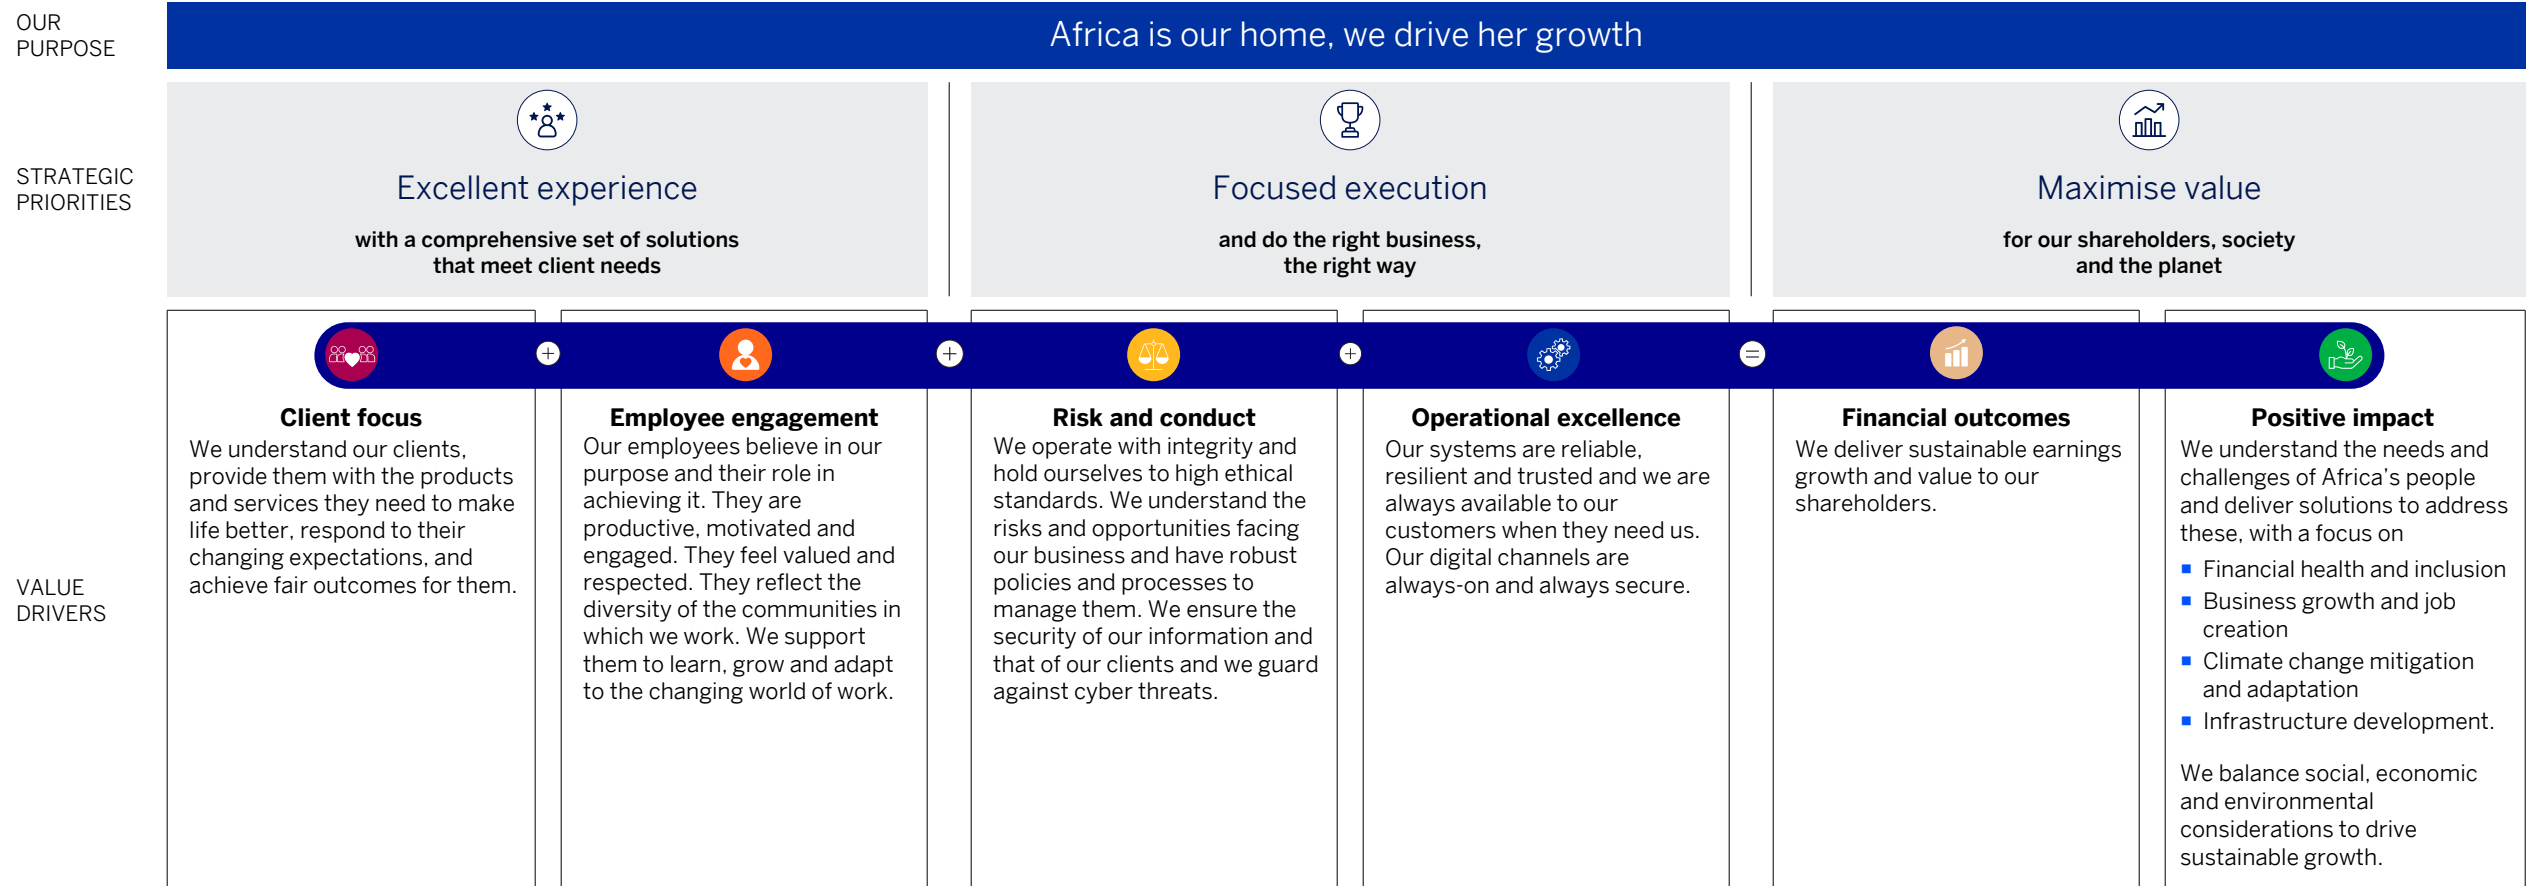 OUR
PURPOSE
Africa is our home, we drive her growth
STRATEGIC
PRIORITIES
Excellent experience
with a comprehensive set of solutions
that meet client needs
Focused execution
and do the right business,
the right way
Maximise value
for our shareholders, society
and the planet
VALUE
DRIVERS
+
+
+
=
Client focus
We understand our clients,
provide them with the products
and services they need to make
life better, respond to their
changing expectations, and
achieve fair outcomes for them.
Employee engagement
Our employees believe in our
purpose and their role in
achieving it. They are
productive, motivated and
engaged. They feel valued and
respected. They reflect the
diversity of the communities in
which we work. We support
them to learn, grow and adapt
to the changing world of work.
Risk and conduct
We operate with integrity and
hold ourselves to high ethical
standards. We understand the
risks and opportunities facing
our business and have robust
policies and processes to
manage them. We ensure the
security of our information and
that of our clients and we guard
against cyber threats.
Operational excellence
Our systems are reliable,
resilient and trusted and we are
always available to our
customers when they need us.
Our digital channels are
always-on and always secure.
Financial outcomes
We deliver sustainable earnings
growth and value to our
shareholders.
Positive impact
We understand the needs and
challenges of Africa's people
and deliver solutions to address
these, with a focus on
▪ Financial health and inclusion
▪ Business growth and job
creation
▪ Climate change mitigation
and adaptation
▪ Infrastructure development.
We balance social, economic
and environmental
considerations to drive
sustainable growth.